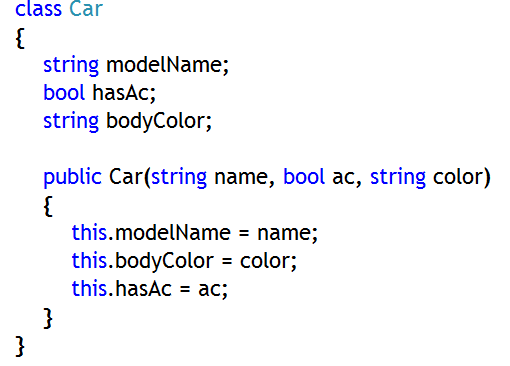 class Car
{
string modelName;
bool hasAc;
string bodyColor;
public Car(string name, bool ac, string color)
{
this.modelName = name;
this.bodyColor = color;
this.hasAc = ac;
}
}